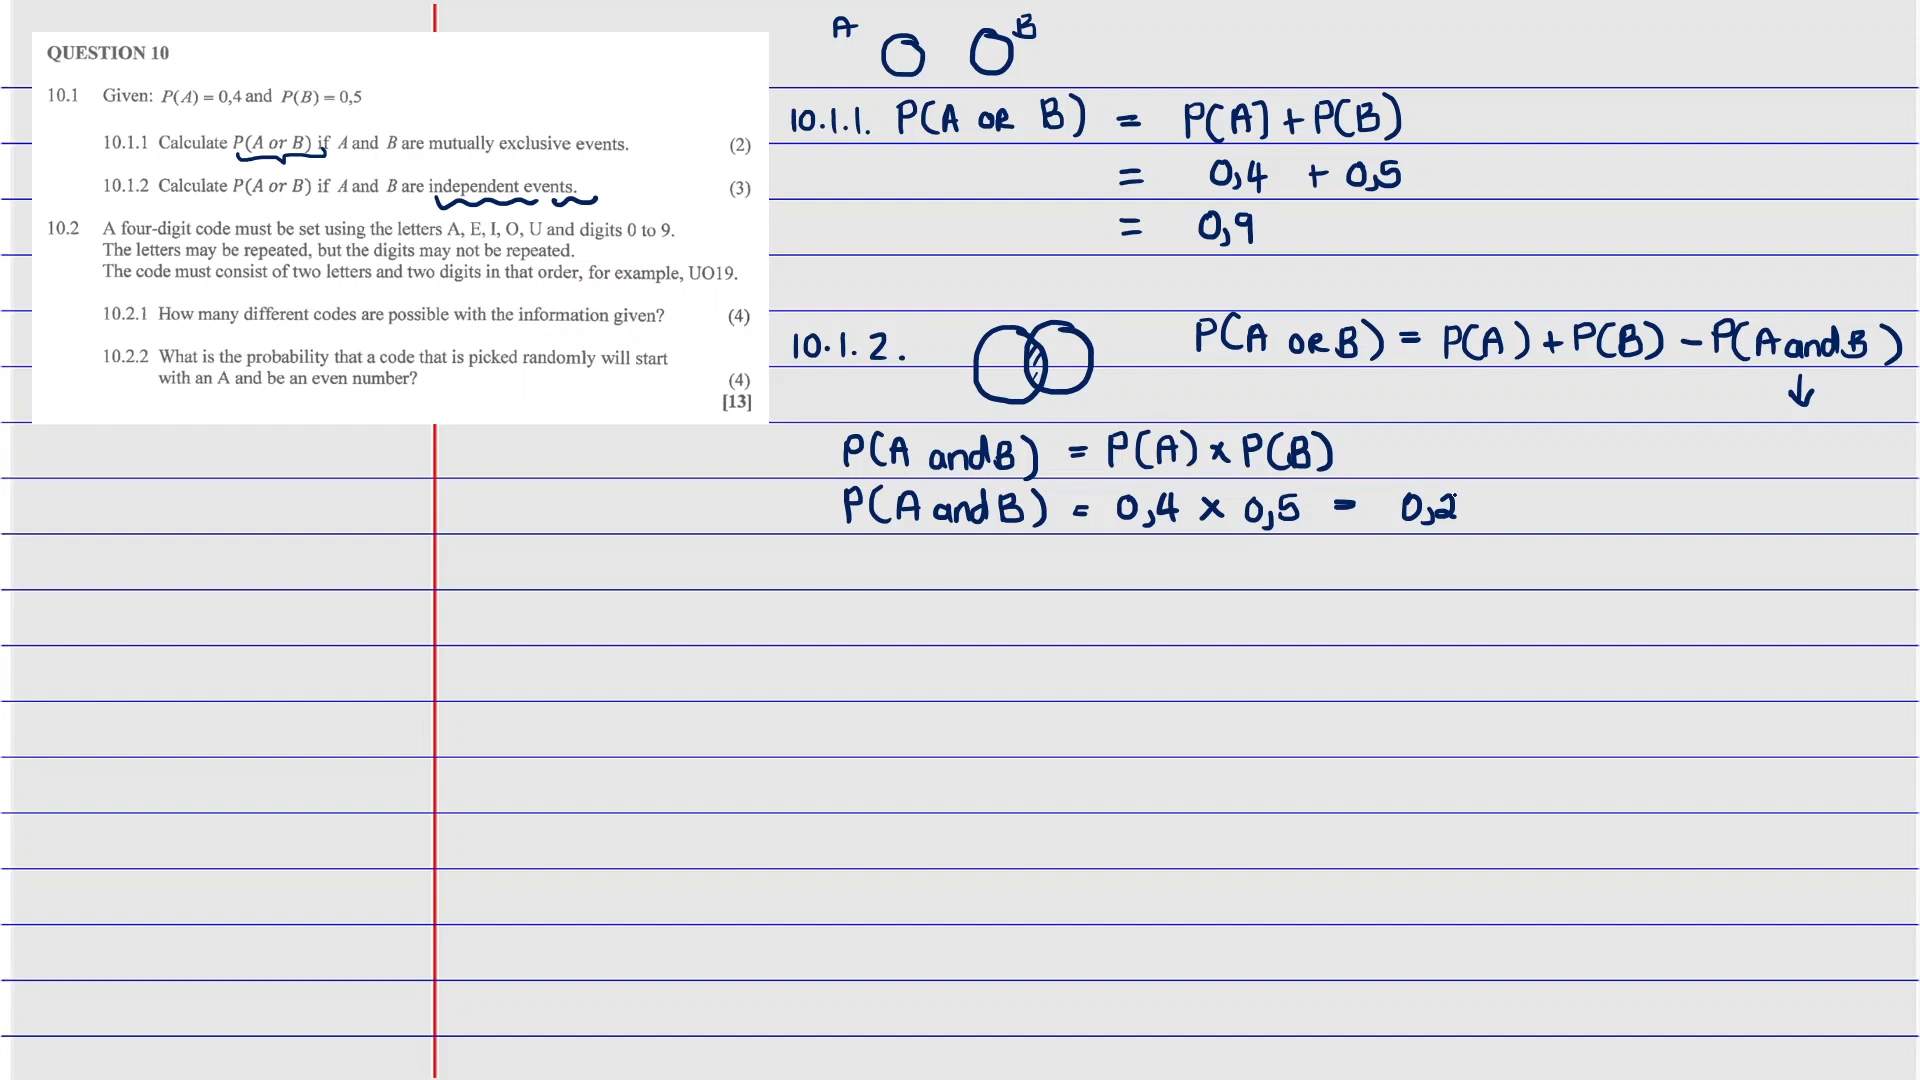 QUESTION 10
10.1 Given: P(A) = 0,4 and P(B) = 0,5
10.1.1 Calculate P(A or B) if A and B are mutually exclusive events. (2)
10.1.2 Calculate P(A or B) if A and B are independent events. (3)
10.2 A four-digit code must be set using the letters A, E, I, O, U and digits 0 to 9.
The letters may be repeated, but the digits may not be repeated.
The code must consist of two letters and two digits in that order, for example, UO19.
10.2.1 How many different codes are possible with the information given? (4)
10.2.2 What is the probability that a code that is picked randomly will start
with an A and be an even number? (4)
[13]
A B
10.1.1. P(A OR B) = P(A] + P(B)
= 0,4 + 0,5
= 0,9
10.1.2. P(A OR B) = P(A) + P(B) - P(A and B)
↓
P(A and B) = P(A) × P(B)
P(A and B) = 0,4 × 0,5 = 0,2